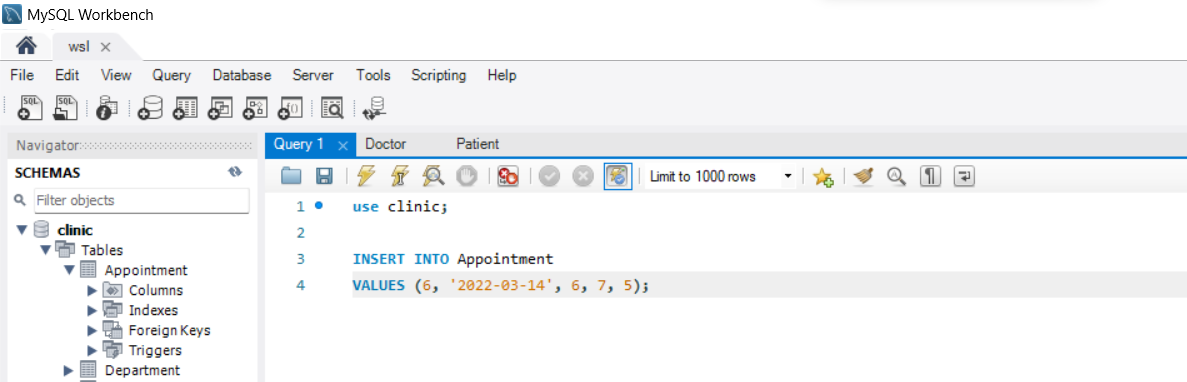 MySQL Workbench
wsl
File Edit View Query Database Server Tools Scripting Help
Navigator
SCHEMAS
Filter objects
clinic
Tables
Appointment
Columns
Indexes
Foreign Keys
Triggers
Department
Query 1 Doctor Patient
Limit to 1000 rows
1 use clinic;
2
3 INSERT INTO Appointment
4 VALUES (6, '2022-03-14', 6, 7, 5);